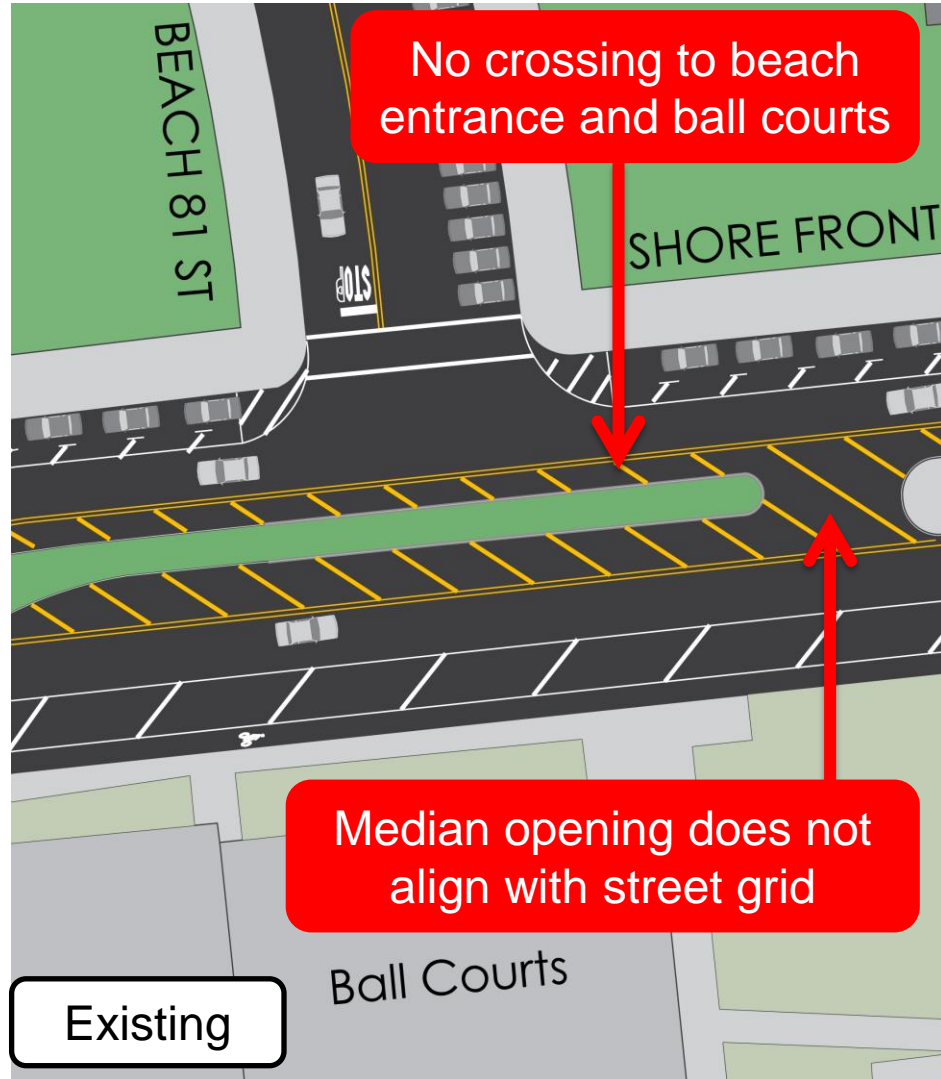 No crossing to beach
entrance and ball courts
BEACH 81 ST
SHORE FRONT
STOP
Median opening does not
align with street grid
Ball Courts
Existing